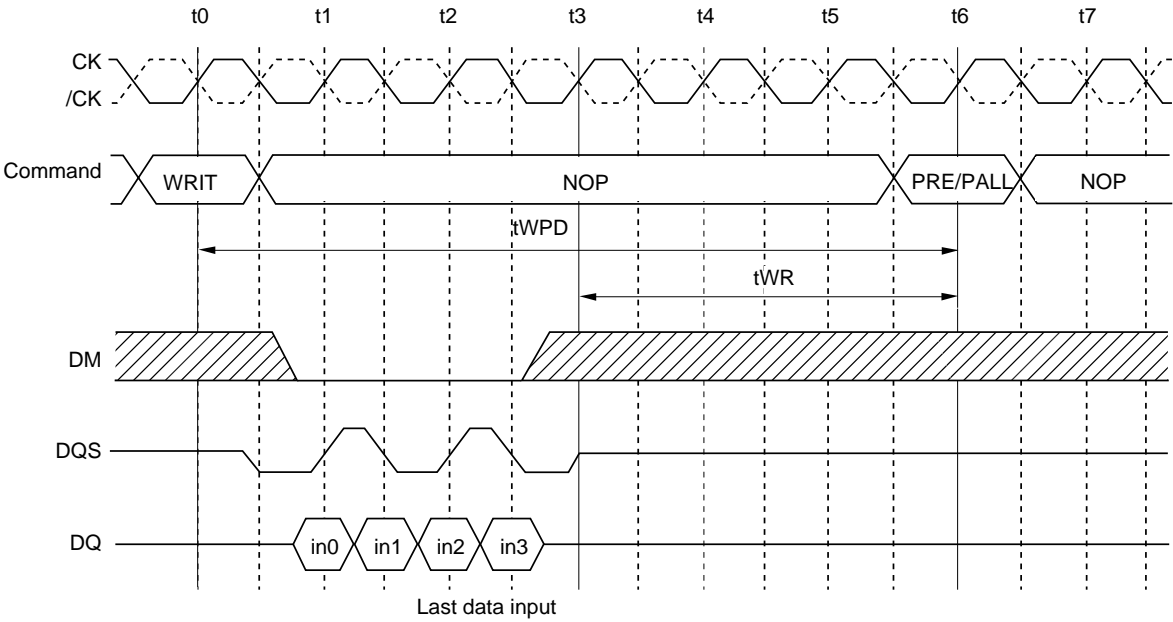 t0 t1 t2 t3 t4 t5 t6 t7
CK
/CK
Command WRIT NOP PRE/PALL NOP
tWPD
tWR
DM
DQS
DQ in0 in1 in2 in3
Last data input